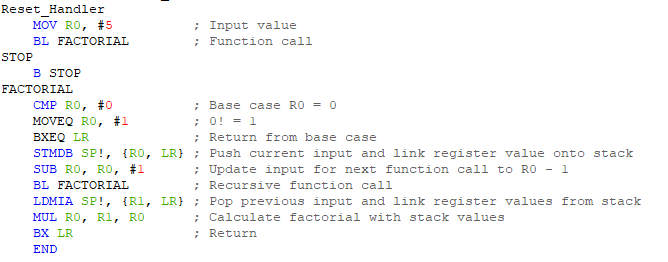 Reset_Handler
MOV R0, #5 ; Input value
BL FACTORIAL ; Function call
STOP
B STOP
FACTORIAL
CMP R0, #0 ; Base case R0 = 0
MOVEQ R0, #1 ; 0! = 1
BXEQ LR ; Return from base case
STMDB SP!, {R0, LR} ; Push current input and link register value onto stack
SUB R0, R0, #1 ; Update input for next function call to R0 - 1
BL FACTORIAL ; Recursive function call
LDMIA SP!, {R1, LR} ; Pop previous input and link register values from stack
MUL R0, R1, R0 ; Calculate factorial with stack values
BX LR ; Return
END